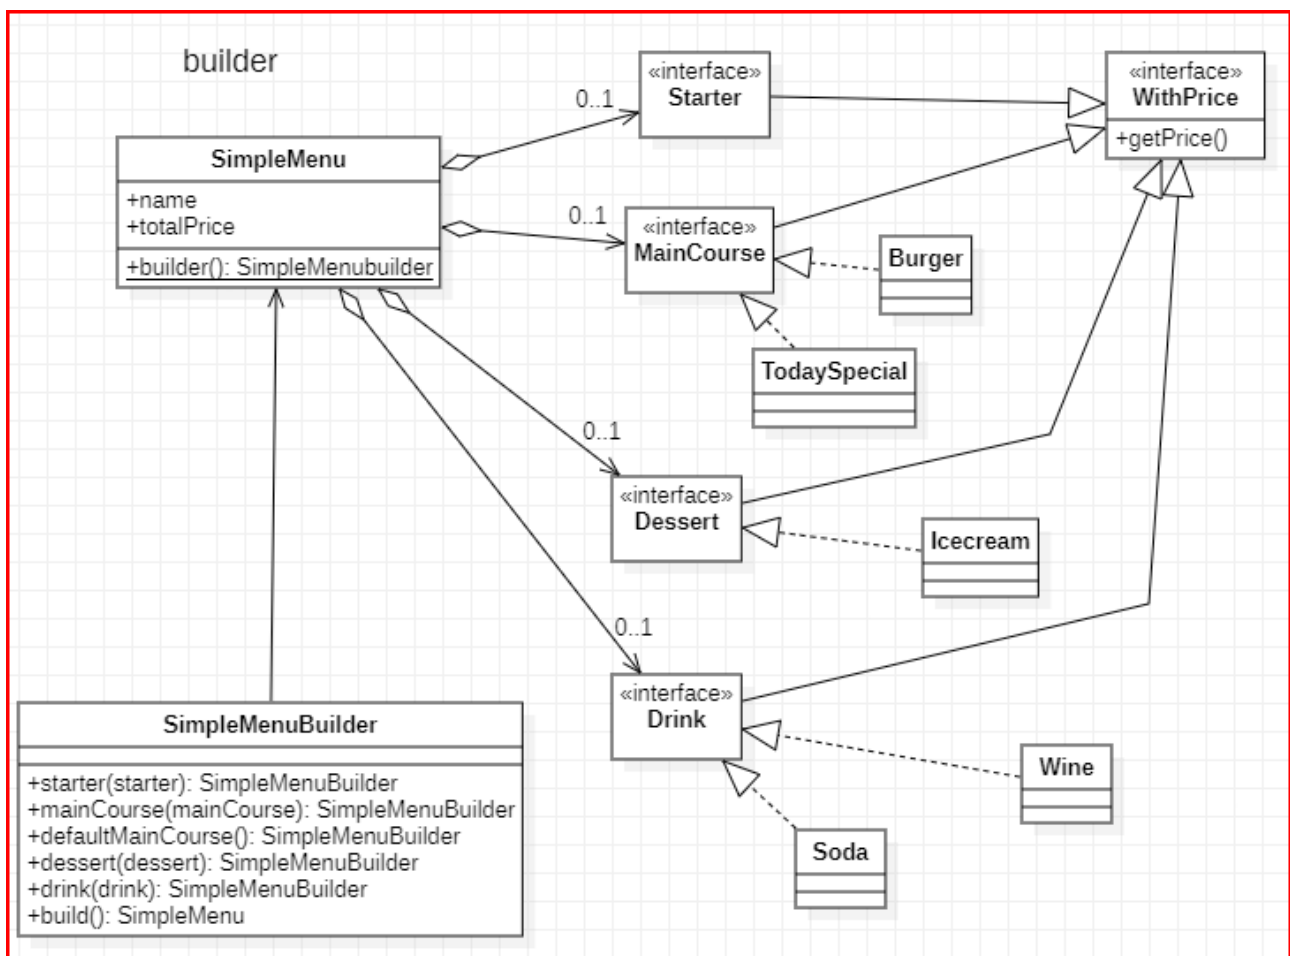 builder
«interface»
Starter
«interface»
WithPrice
+getPrice()
0..1
SimpleMenu
+name
+totalPrice
+builder(): SimpleMenubuilder
0..1
«interface»
MainCourse
Burger
TodaySpecial
0..1
«interface»
Dessert
Icecream
0..1
«interface»
Drink
Wine
Soda
SimpleMenuBuilder
+starter(starter): SimpleMenuBuilder
+mainCourse(mainCourse): SimpleMenuBuilder
+defaultMainCourse(): SimpleMenuBuilder
+dessert(dessert): SimpleMenuBuilder
+drink(drink): SimpleMenuBuilder
+build(): SimpleMenu